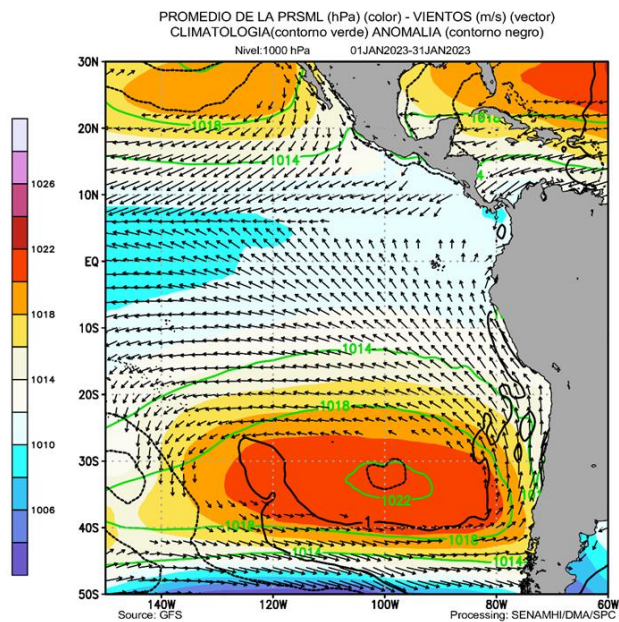 PROMEDIO DE LA PRSML (hPa) (color) - VIENTOS (m/s) (vector)
CLIMATOLOGIA(contorno verde) ANOMALIA (contorno negro)
Nivel:1000 hPa 01JAN2023-31JAN2023
30N
20N
10N
EQ
10S
20S
30S
40S
50S
140W 120W 100W 80W 60W
1026
1022
1018
1014
1010
1006
1018
1014
1014
1018
1022
1
1018
1018
1014
1014
Source: GFS
Processing: SENAMHI/DMA/SPC